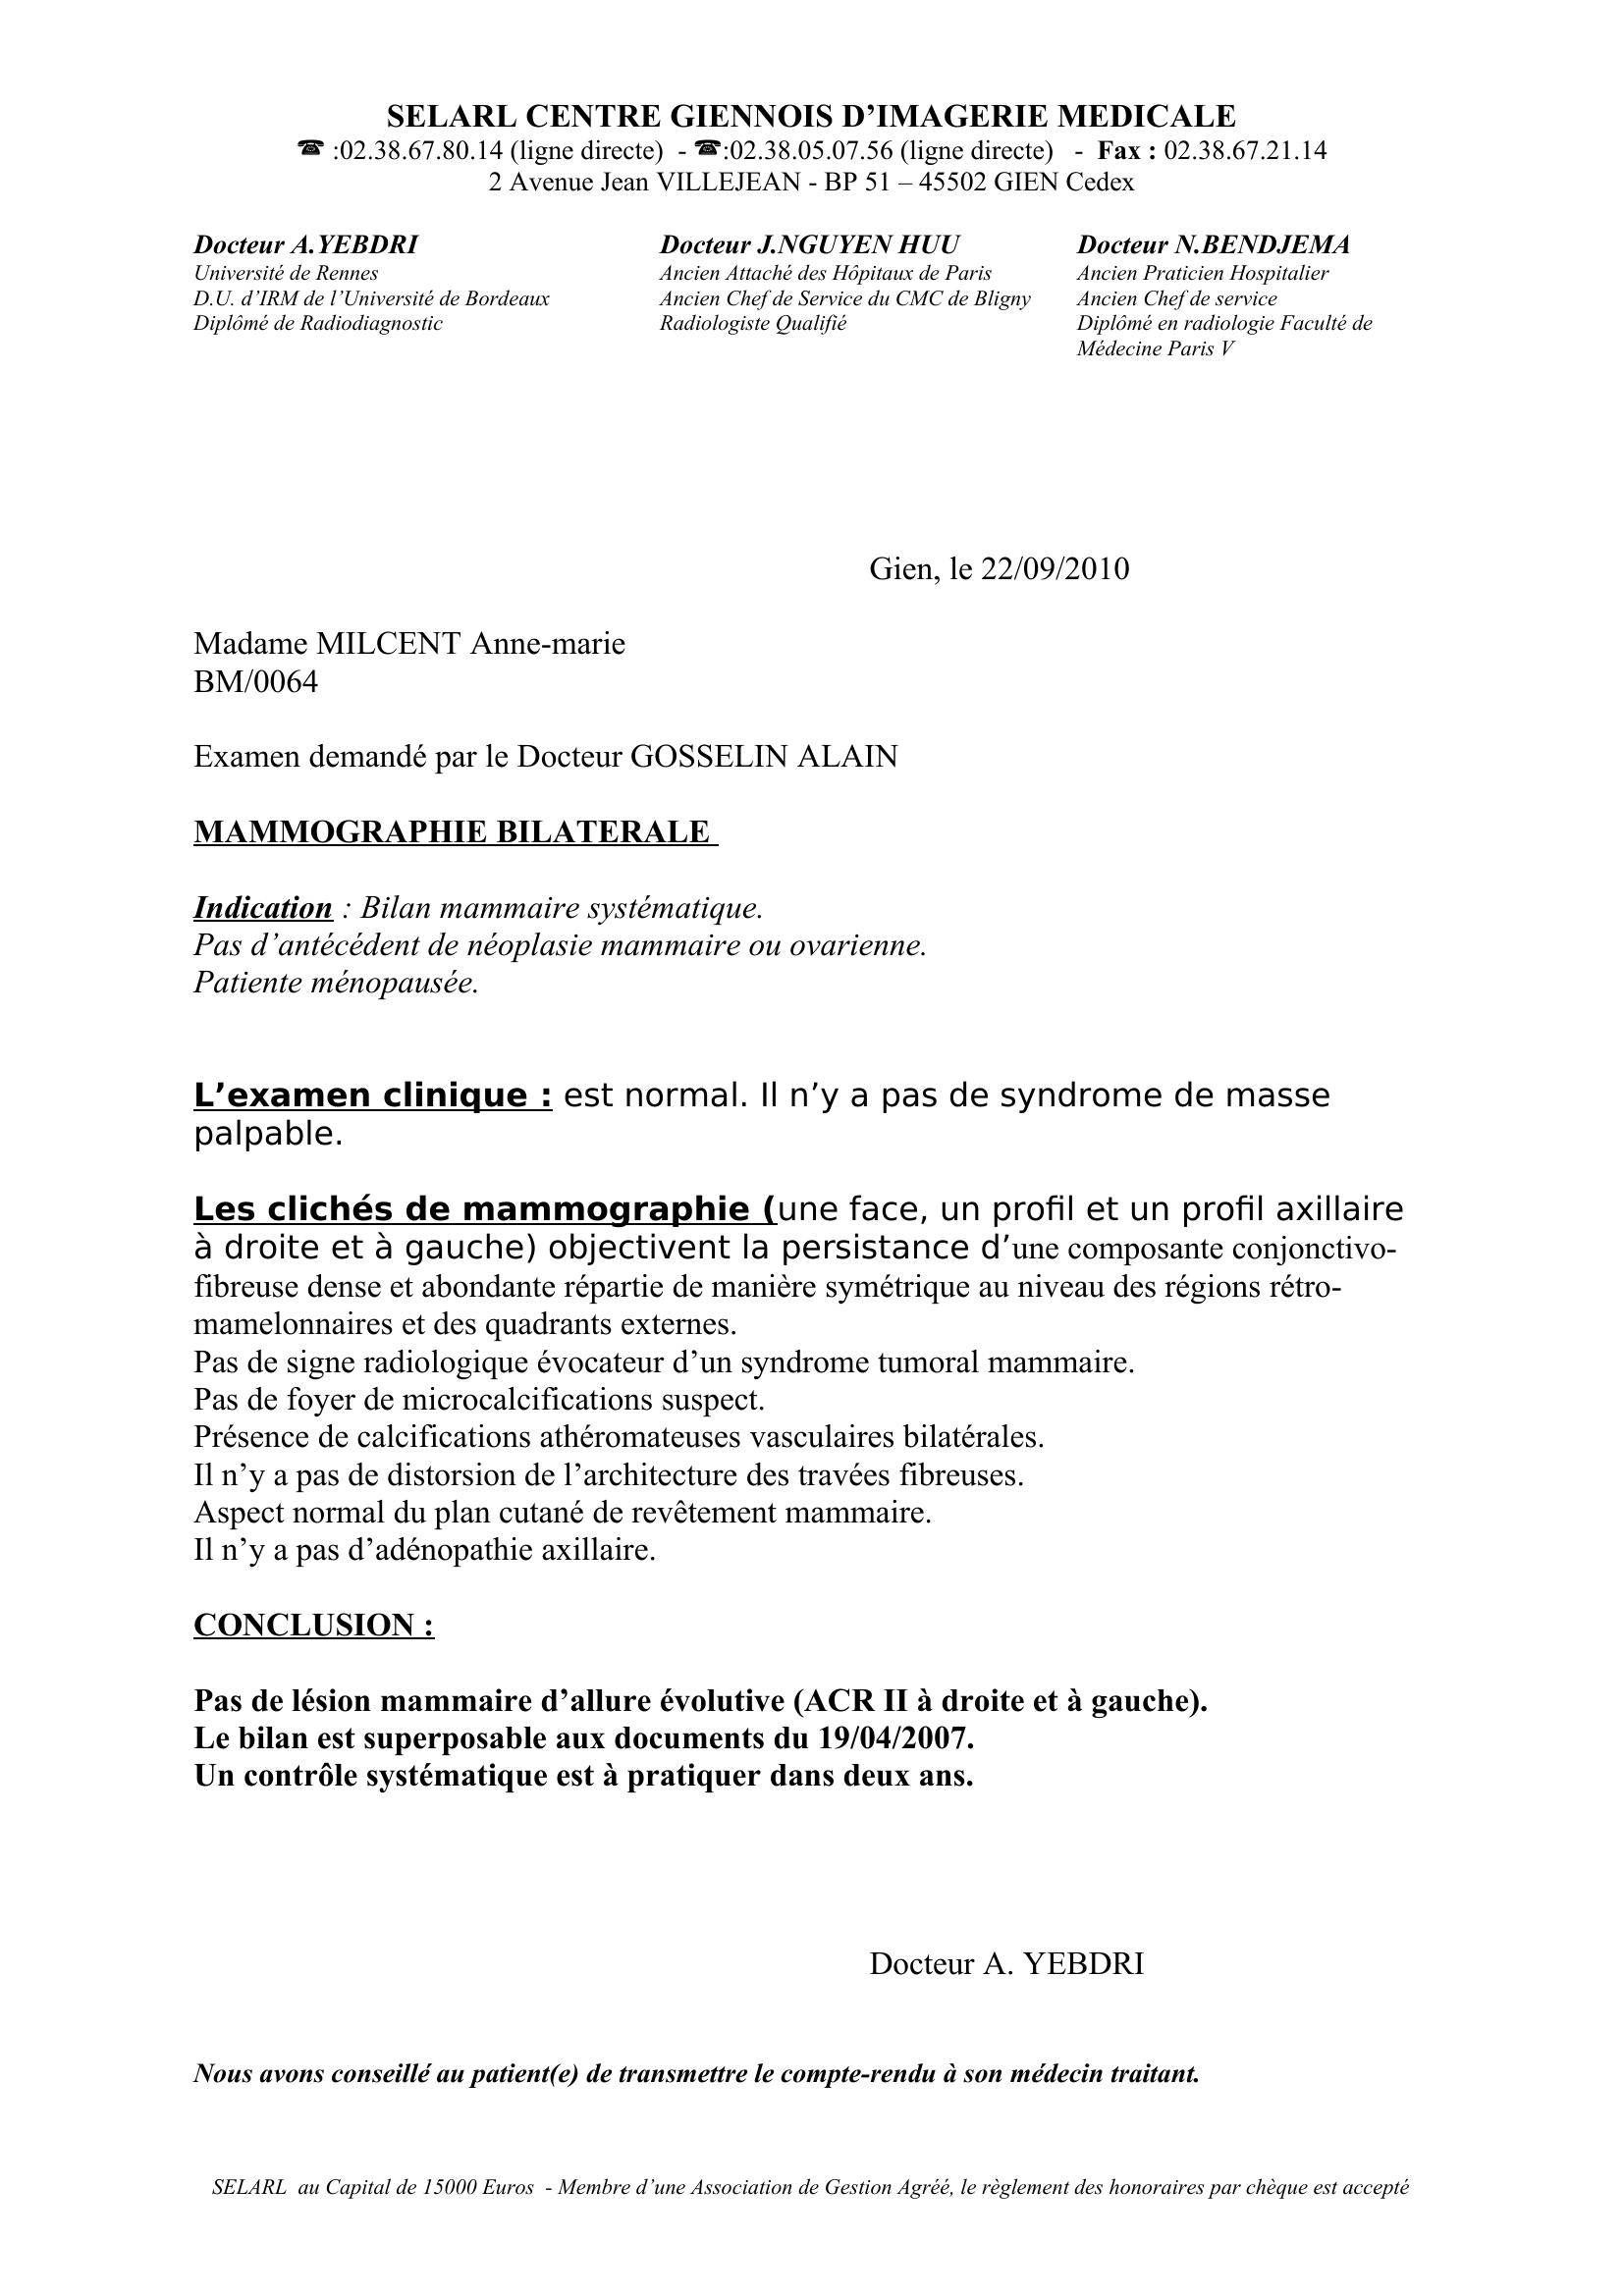 SELARL CENTRE GIENNOIS D’IMAGERIE MEDICALE
☎ :02.38.67.80.14 (ligne directe) - ☎:02.38.05.07.56 (ligne directe) - Fax : 02.38.67.21.14
2 Avenue Jean VILLEJEAN - BP 51 – 45502 GIEN Cedex
Docteur A.YEBDRI
Université de Rennes
D.U. d’IRM de l’Université de Bordeaux
Diplômé de Radiodiagnostic
Docteur J.NGUYEN HUU
Ancien Attaché des Hôpitaux de Paris
Ancien Chef de Service du CMC de Bligny
Radiologiste Qualifié
Docteur N.BENDJEMA
Ancien Praticien Hospitalier
Ancien Chef de service
Diplômé en radiologie Faculté de
Médecine Paris V
Gien, le 22/09/2010
Madame MILCENT Anne-marie
BM/0064
Examen demandé par le Docteur GOSSELIN ALAIN
MAMMOGRAPHIE BILATERALE
Indication : Bilan mammaire systématique.
Pas d’antécédent de néoplasie mammaire ou ovarienne.
Patiente ménopausée.
L’examen clinique : est normal. Il n’y a pas de syndrome de masse
palpable.
Les clichés de mammographie (une face, un profil et un profil axillaire
à droite et à gauche) objectivent la persistance d’une composante conjonctivo-
fibreuse dense et abondante répartie de manière symétrique au niveau des régions rétro-
mamelonnaires et des quadrants externes.
Pas de signe radiologique évocateur d’un syndrome tumoral mammaire.
Pas de foyer de microcalcifications suspect.
Présence de calcifications athéromateuses vasculaires bilatérales.
Il n’y a pas de distorsion de l’architecture des travées fibreuses.
Aspect normal du plan cutané de revêtement mammaire.
Il n’y a pas d’adénopathie axillaire.
CONCLUSION :
Pas de lésion mammaire d’allure évolutive (ACR II à droite et à gauche).
Le bilan est superposable aux documents du 19/04/2007.
Un contrôle systématique est à pratiquer dans deux ans.
Docteur A. YEBDRI
Nous avons conseillé au patient(e) de transmettre le compte-rendu à son médecin traitant.
SELARL au Capital de 15000 Euros - Membre d’une Association de Gestion Agréé, le règlement des honoraires par chèque est accepté